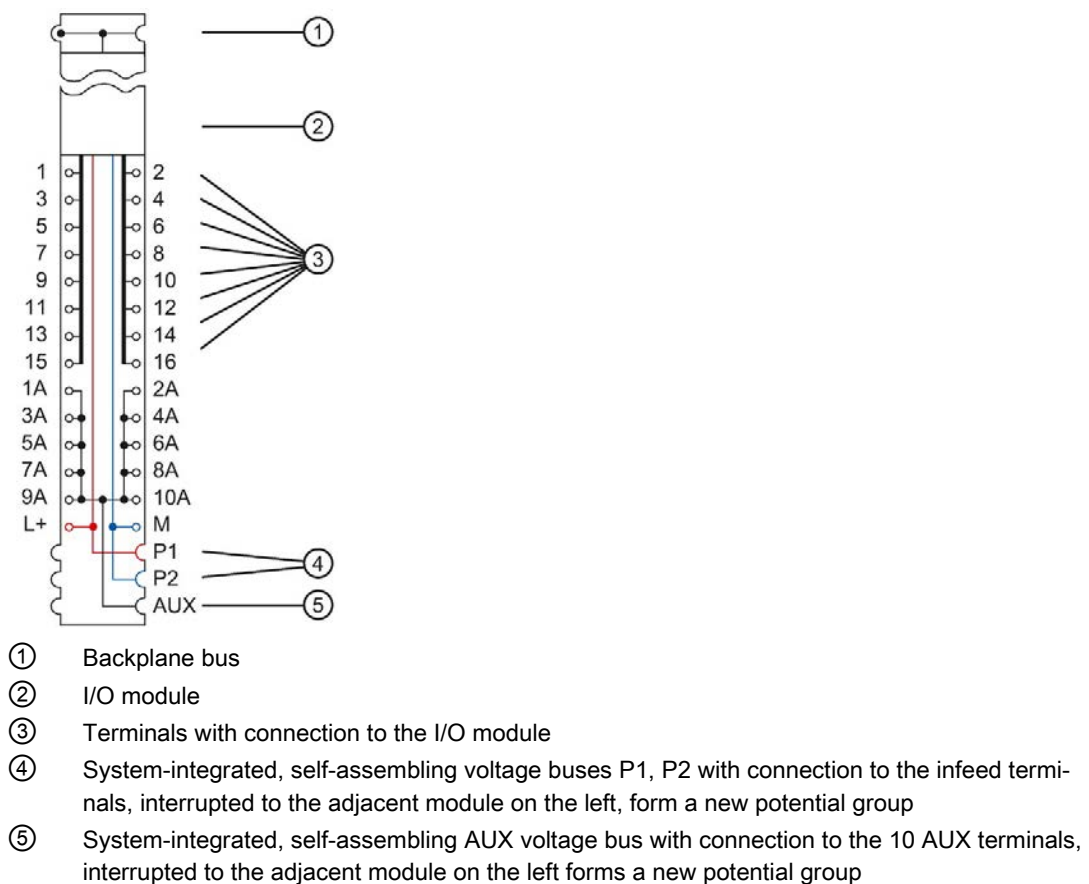 ①
②
1 2
3 4
5 6
7 8
③
9 10
11 12
13 14
15 16
1A 2A
3A 4A
5A 6A
7A 8A
9A 10A
L+ M
P1
④
P2
AUX ⑤
① Backplane bus
② I/O module
③ Terminals with connection to the I/O module
④ System-integrated, self-assembling voltage buses P1, P2 with connection to the infeed termi-
nals, interrupted to the adjacent module on the left, form a new potential group
⑤ System-integrated, self-assembling AUX voltage bus with connection to the 10 AUX terminals,
interrupted to the adjacent module on the left forms a new potential group